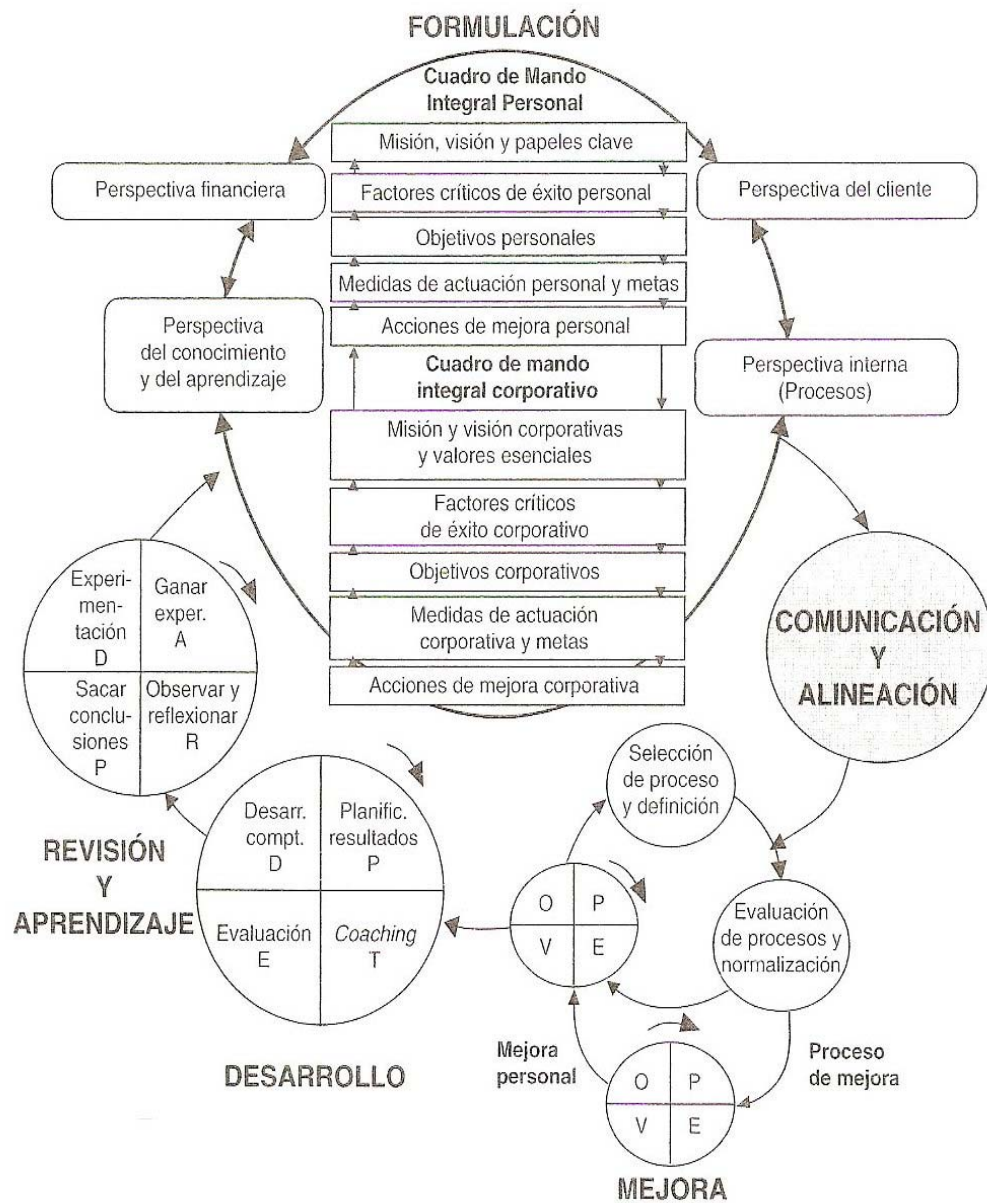 FORMULACIÓN
Cuadro de Mando
Integral Personal
Misión, visión y papeles clave
Perspectiva financiera
Factores críticos de éxito personal
Perspectiva del cliente
Objetivos personales
Medidas de actuación personal y metas
Acciones de mejora personal
Perspectiva
del conocimiento
y del aprendizaje
Cuadro de mando
integral corporativo
Perspectiva interna
(Procesos)
Misión y visión corporativas
y valores esenciales
Factores críticos
de éxito corporativo
Objetivos corporativos
Medidas de actuación
corporativa y metas
Acciones de mejora corporativa
COMUNICACIÓN
Y
ALINEACIÓN
Experi-
men-
tación
D
Ganar
exper.
A
Sacar
conclu-
siones
P
Observar y
reflexionar
R
REVISIÓN
Y
APRENDIZAJE
Desarr.
compt.
D
Planific.
resultados
P
Evaluación
E
Coaching
T
DESARROLLO
Selección
de proceso
y definición
Evaluación
de procesos y
normalización
O P
V E
Mejora
personal
Proceso
de mejora
O P
V E
MEJORA